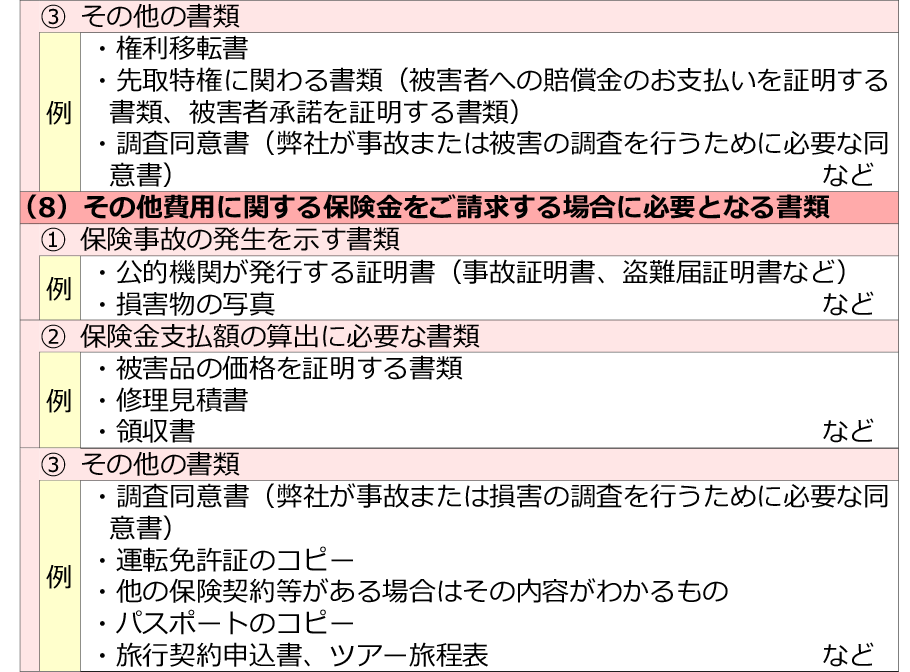 ③ その他の書類
・権利移転書
・先取特権に関わる書類（被害者への賠償金のお支払いを証明する
書類、被害者承諾を証明する書類）
例
・調査同意書（弊社が事故または被害の調査を行うために必要な同
意書） など
（8）その他費用に関する保険金をご請求する場合に必要となる書類
① 保険事故の発生を示す書類
例
・公的機関が発行する証明書（事故証明書、盗難届証明書など）
・損害物の写真 など
② 保険金支払額の算出に必要な書類
・被害品の価格を証明する書類
例
・修理見積書
・領収書 など
③ その他の書類
・調査同意書（弊社が事故または損害の調査を行うために必要な同
意書）
・運転免許証のコピー
例
・他の保険契約等がある場合はその内容がわかるもの
・パスポートのコピー
・旅行契約申込書、ツアー旅程表 など